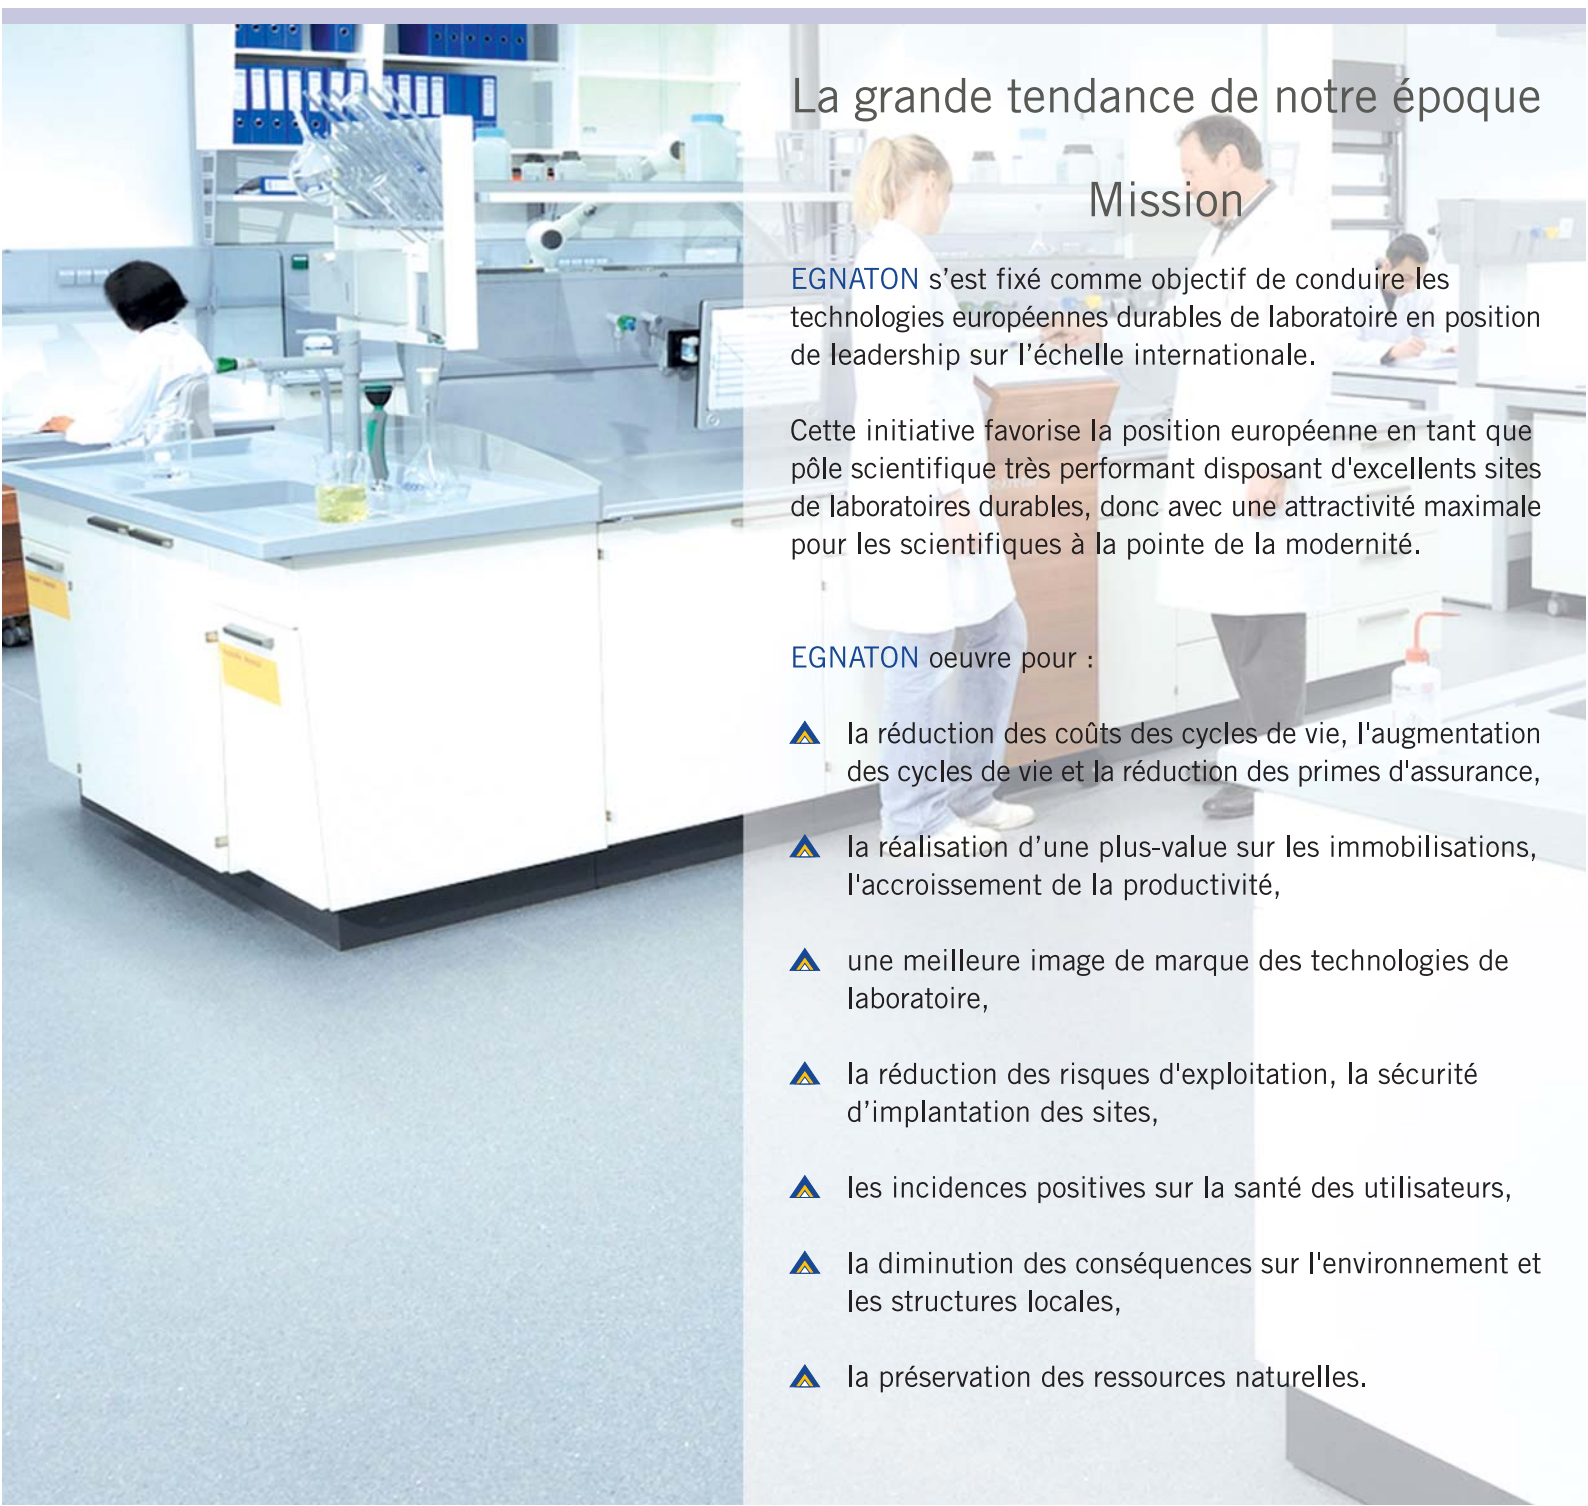 La grande tendance de notre époque
Mission
EGNATON s’est fixé comme objectif de conduire les
technologies européennes durables de laboratoire en position
de leadership sur l’échelle internationale.
Cette initiative favorise la position européenne en tant que
pôle scientifique très performant disposant d'excellents sites
de laboratoires durables, donc avec une attractivité maximale
pour les scientifiques à la pointe de la modernité.
EGNATON oeuvre pour :
la réduction des coûts des cycles de vie, l'augmentation
des cycles de vie et la réduction des primes d'assurance,
la réalisation d’une plus-value sur les immobilisations,
l'accroissement de la productivité,
une meilleure image de marque des technologies de
laboratoire,
la réduction des risques d'exploitation, la sécurité
d’implantation des sites,
les incidences positives sur la santé des utilisateurs,
la diminution des conséquences sur l'environnement et
les structures locales,
la préservation des ressources naturelles.